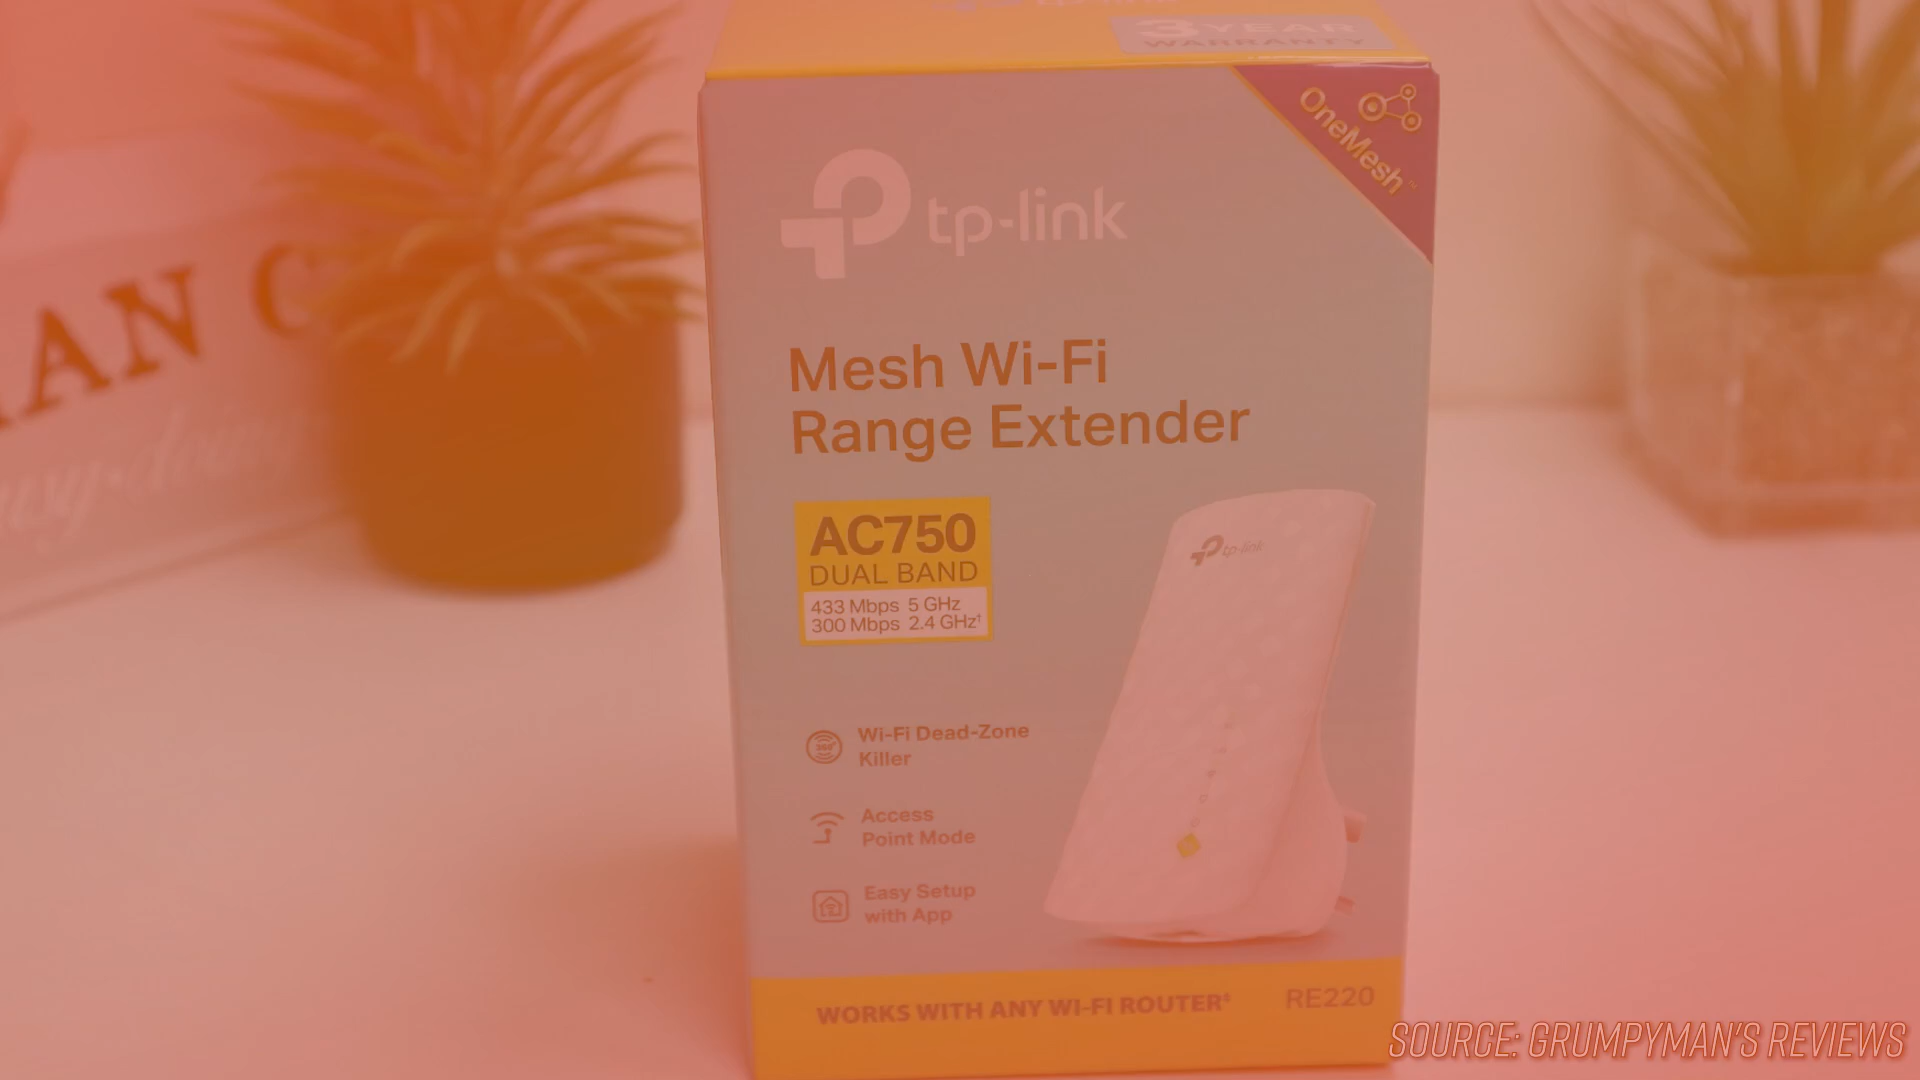 3 YEAR
WARRANTY
OneMesh™
tp-link
Mesh Wi-Fi
Range Extender
AC750
DUAL BAND
433 Mbps 5 GHz
300 Mbps 2.4 GHz†
tp-link
Wi-Fi Dead-Zone
Killer
Access
Point Mode
Easy Setup
with App
WORKS WITH ANY WI-FI ROUTER‡
RE220
SOURCE: GRUMPYMAN'S REVIEWS